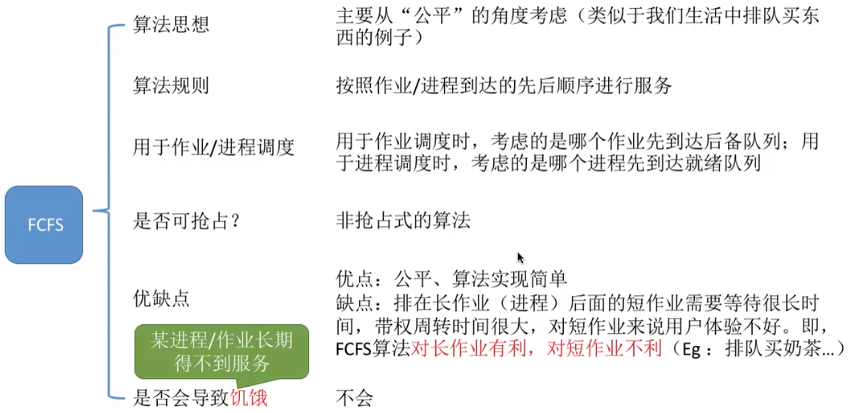 算法思想
主要从“公平”的角度考虑（类似于我们生活中排队买东
西的例子）
算法规则
按照作业/进程到达的先后顺序进行服务
用于作业/进程调度
用于作业调度时，考虑的是哪个作业先到达后备队列；用
于进程调度时，考虑的是哪个进程先到达就绪队列
FCFS
是否可抢占？
非抢占式的算法
优缺点
优点：公平、算法实现简单
缺点：排在长作业（进程）后面的短作业需要等待很长时
间，带权周转时间很大，对短作业来说用户体验不好。即，
FCFS算法对长作业有利，对短作业不利（Eg：排队买奶茶...）
某进程/作业长期
得不到服务
是否会导致饥饿
不会